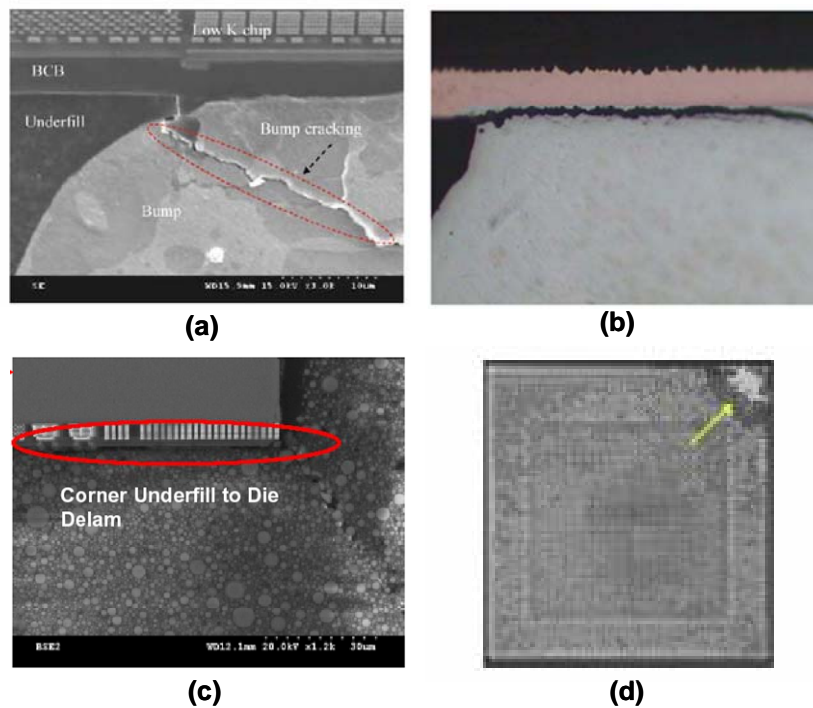 Low K chip
BCB
Underfill
Bump cracking
Bump
SE WD15.9mm 15.0kV x3.0k 10um
(a)
(b)
Corner Underfill to Die
Delam
BSE2 WD12.1mm 20.0kV x1.2k 30um
(c)
(d)